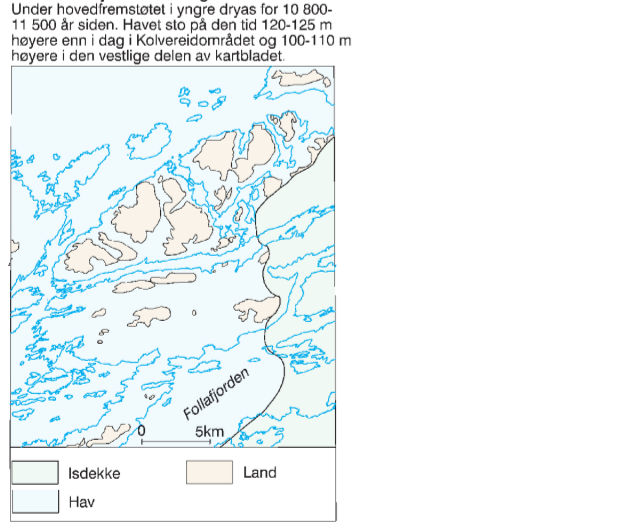 Under hovedfremstøtet i yngre dryas for 10 800-
11 500 år siden. Havet sto på den tid 120-125 m
høyere enn i dag i Kolvereidområdet og 100-110 m
høyere i den vestlige delen av kartbladet.
Follafjorden
0 5km
Isdekke Land
Hav